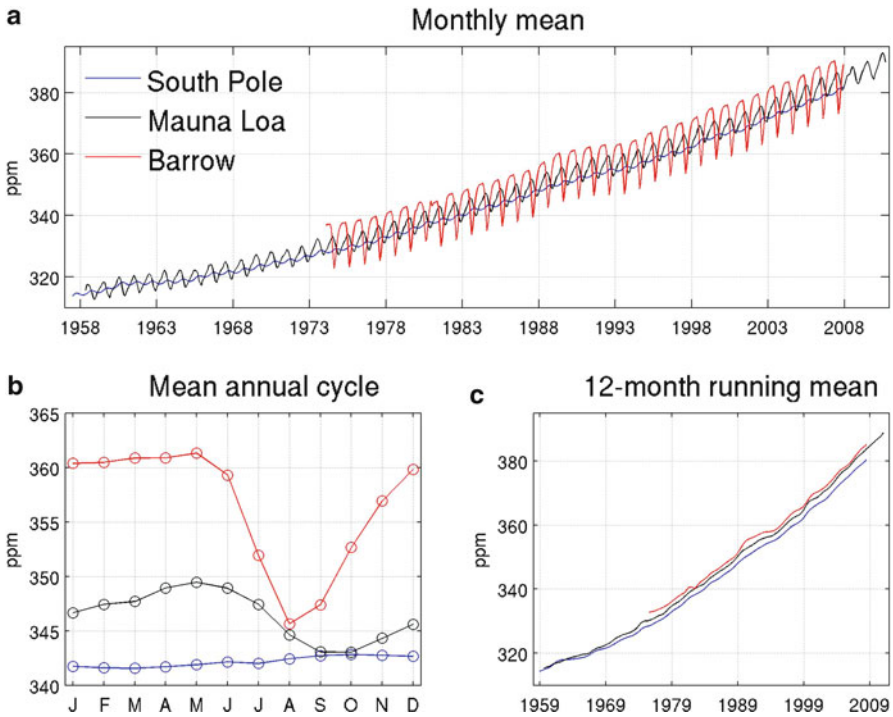 a
Monthly mean
South Pole
Mauna Loa
Barrow
ppm
380
360
340
320
1958 1963 1968 1973 1978 1983 1988 1993 1998 2003 2008
b
Mean annual cycle
ppm
365
360
355
350
345
340
J F M A M J J A S O N D
c
12-month running mean
ppm
380
360
340
320
1959 1969 1979 1989 1999 2009